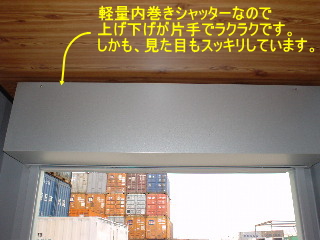 軽量内巻きシャッターなので
上げ下げが片手でラクラクです。
しかも、見た目もスッキリしています。